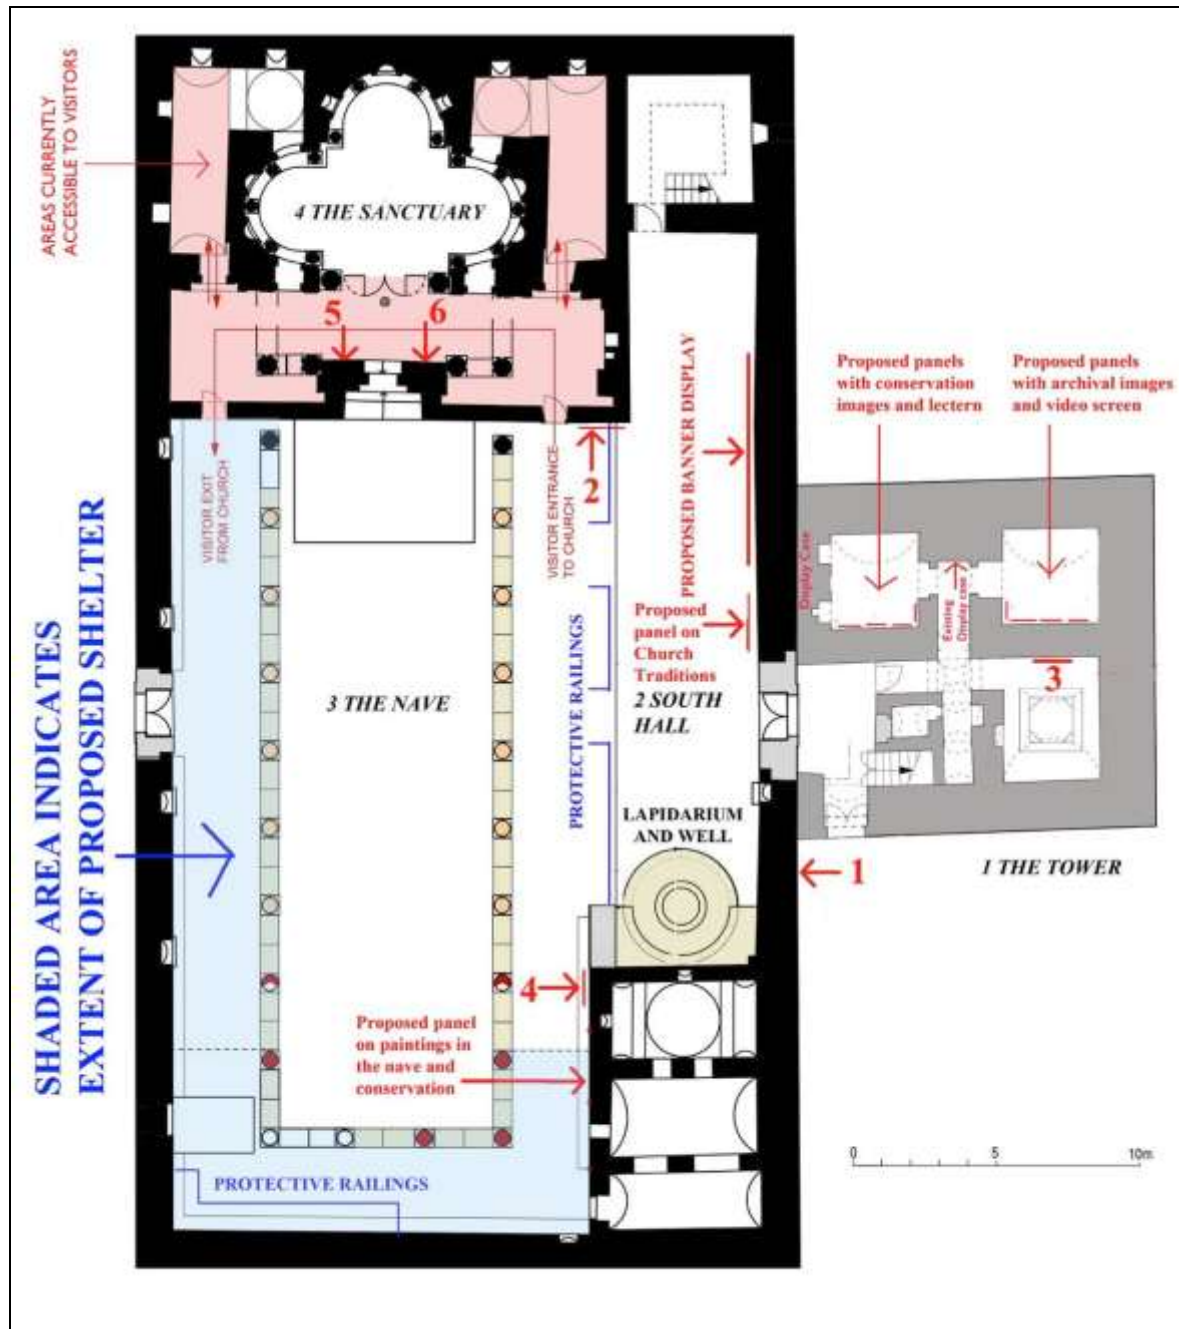 AREAS CURRENTLY
ACCESSIBLE TO VISITORS
4 THE SANCTUARY
5
6
Proposed panels
with conservation
images and lectern
Proposed panels
with archival images
and video screen
PROPOSED BANNER DISPLAY
2
VISITOR EXIT
FROM CHURCH
VISITOR ENTRANCE
TO CHURCH
Display Case
Existing
Display case
SHADED AREA INDICATES
EXTENT OF PROPOSED SHELTER
Proposed
panel on
Church
Traditions
PROTECTIVE RAILINGS
3 THE NAVE
2 SOUTH
HALL
3
LAPIDARIUM
AND WELL
1
1 THE TOWER
4
Proposed panel
on paintings in
the nave and
conservation
0 5 10m
PROTECTIVE RAILINGS